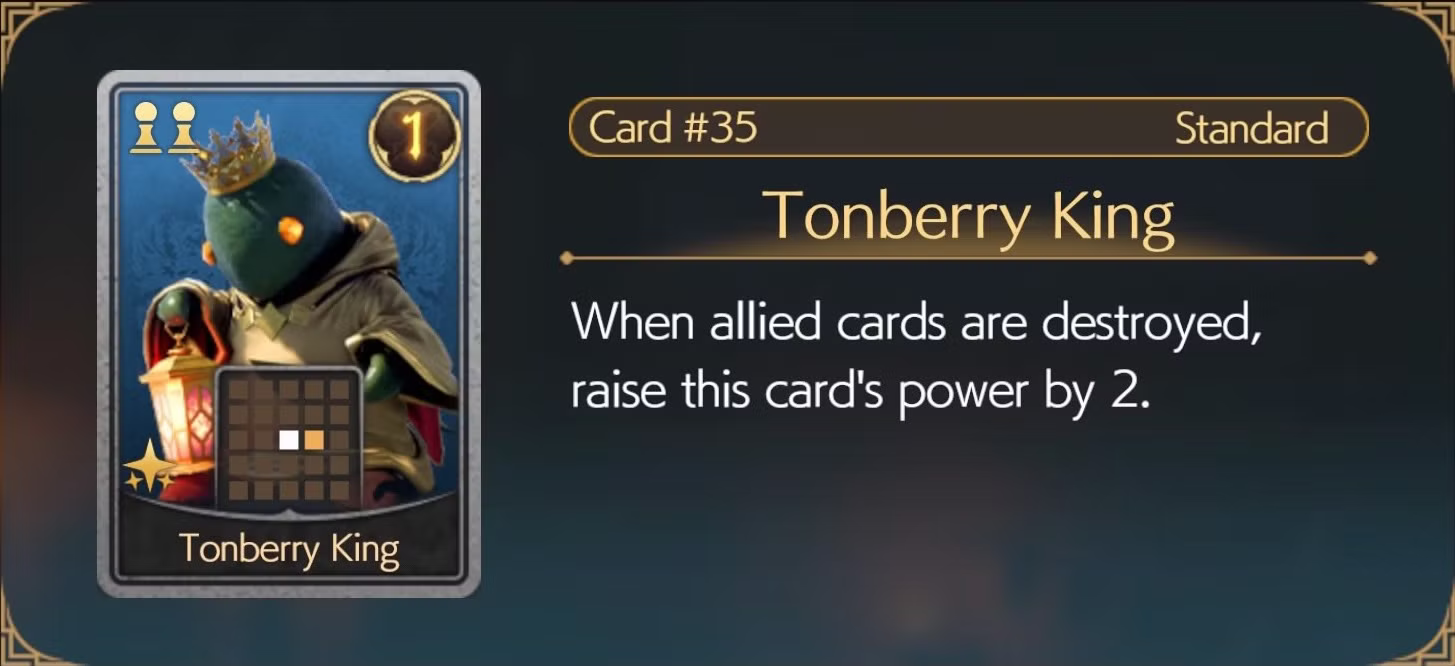 1
Tonberry King
Card #35 Standard
Tonberry King
When allied cards are destroyed,
raise this card's power by 2.